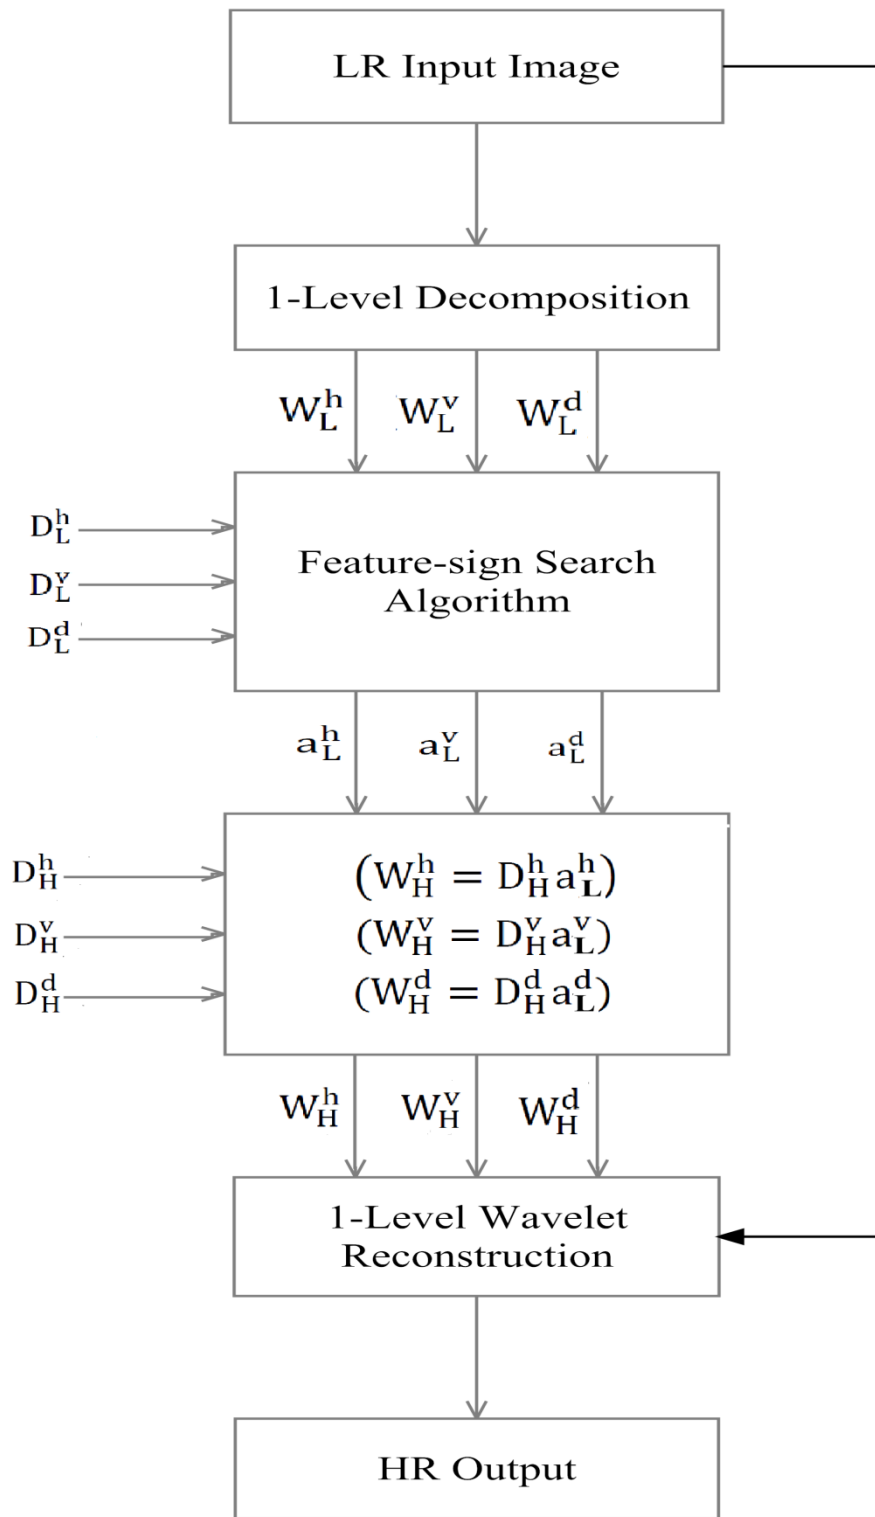 LR Input Image
1-Level Decomposition
W_L^h W_L^v W_L^d
D_L^h
D_L^v
D_L^d
Feature-sign Search
Algorithm
a_L^h a_L^v a_L^d
D_H^h
D_H^v
D_H^d
(W_H^h = D_H^h a_L^h)
(W_H^v = D_H^v a_L^v)
(W_H^d = D_H^d a_L^d)
W_H^h W_H^v W_H^d
1-Level Wavelet
Reconstruction
HR Output